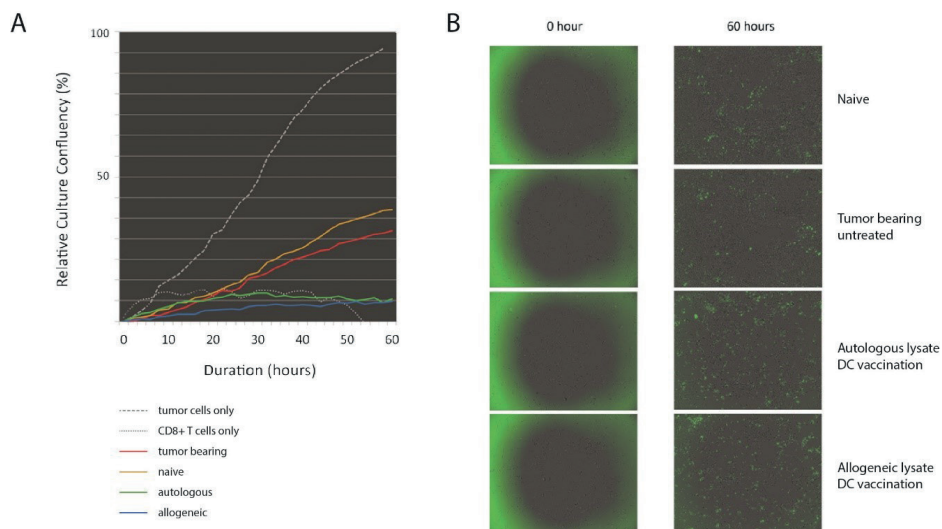 A
100
50
Relative Culture Confluency (%)
0
10
20
30
40
50
60
Duration (hours)
tumor cells only
CD8+ T cells only
tumor bearing
naive
autologous
allogeneic
B
0 hour
60 hours
Naive
Tumor bearing
untreated
Autologous lysate
DC vaccination
Allogeneic lysate
DC vaccination